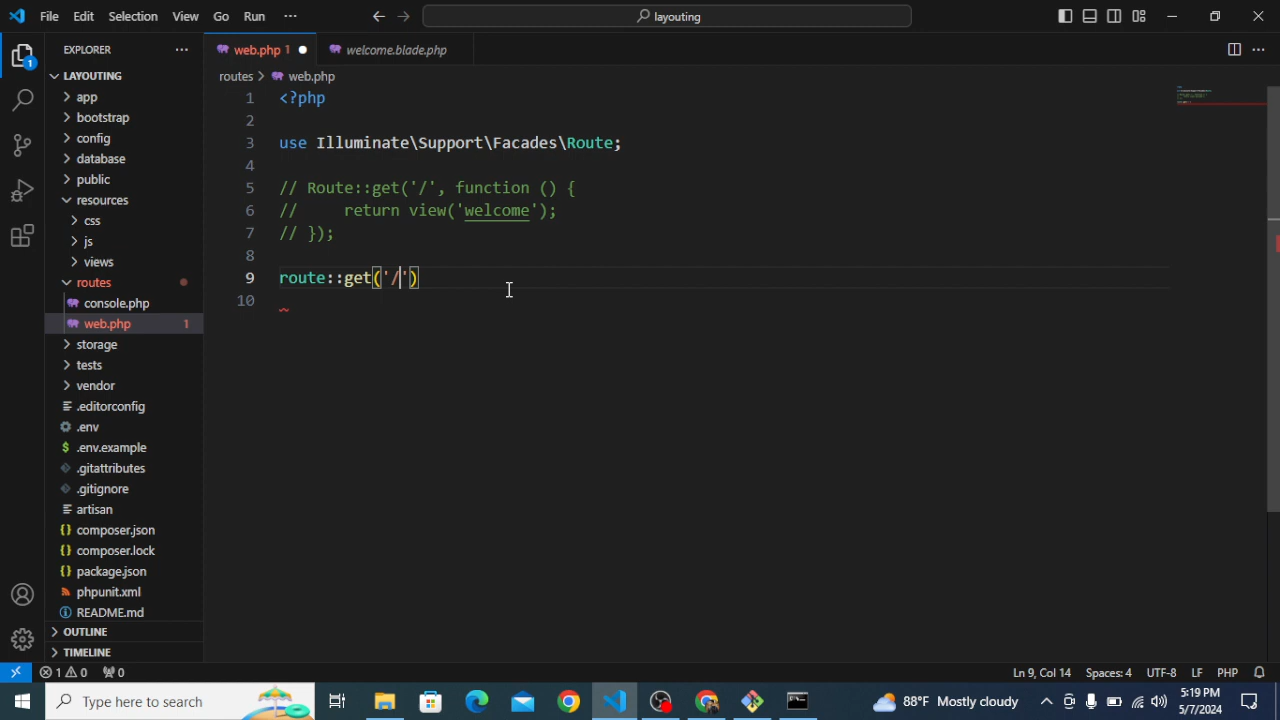 File Edit Selection View Go Run ··· layouting
EXPLORER ···
LAYOUTING
app
bootstrap
config
database
public
resources
css
js
views
routes
console.php
web.php 1
storage
tests
vendor
.editorconfig
.env
.env.example
.gitattributes
.gitignore
artisan
composer.json
composer.lock
package.json
phpunit.xml
README.md
OUTLINE
TIMELINE
1
web.php 1 welcome.blade.php
routes > web.php
1 <?php
2
3 use Illuminate\Support\Facades\Route;
4
5 // Route::get('/', function () {
6 //     return view('welcome');
7 // });
8
9 route::get('/')
10
1 0 0 Ln 9, Col 14 Spaces: 4 UTF-8 LF PHP
Type here to search 88°F Mostly cloudy 5:19 PM
5/7/2024